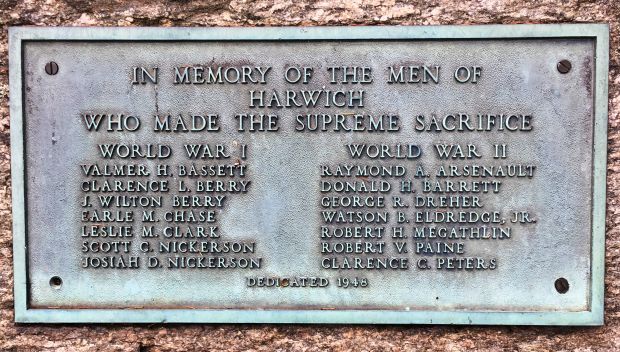 IN MEMORY OF THE MEN OF
HARWICH
WHO MADE THE SUPREME SACRIFICE
WORLD WAR I
VALMER H. BASSETT
CLARENCE L. BERRY
J. WILTON BERRY
EARLE M. CHASE
LESLIE M. CLARK
SCOTT C. NICKERSON
JOSIAH D. NICKERSON
WORLD WAR II
RAYMOND A. ARSENAULT
DONALD H. BARRETT
GEORGE R. DREHER
WATSON B. ELDREDGE, JR.
ROBERT H. MEGATHLIN
ROBERT V. PAINE
CLARENCE C. PETERS
DEDICATED 1948